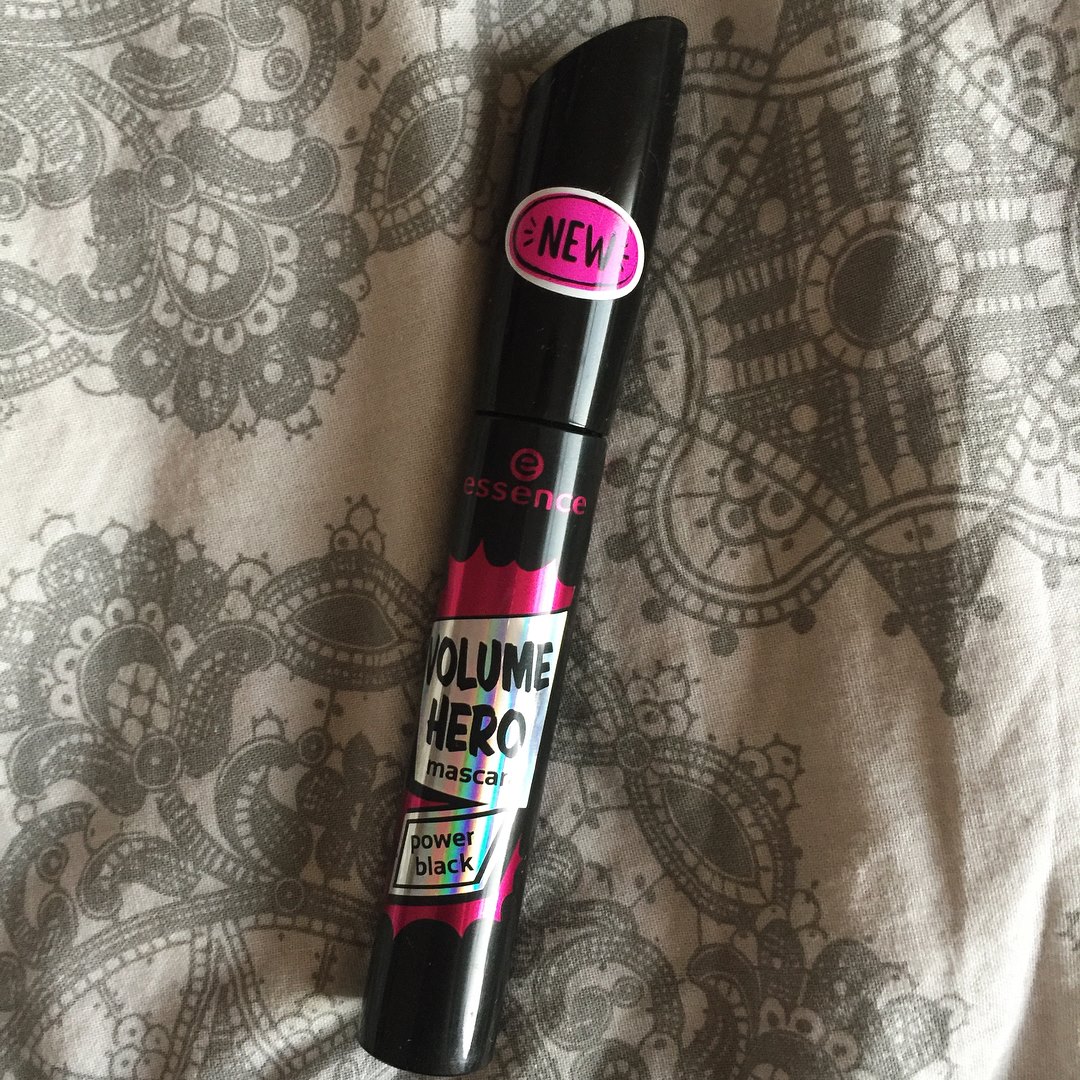 NEW
e
essence
VOLUME
HERO
mascar
power
black